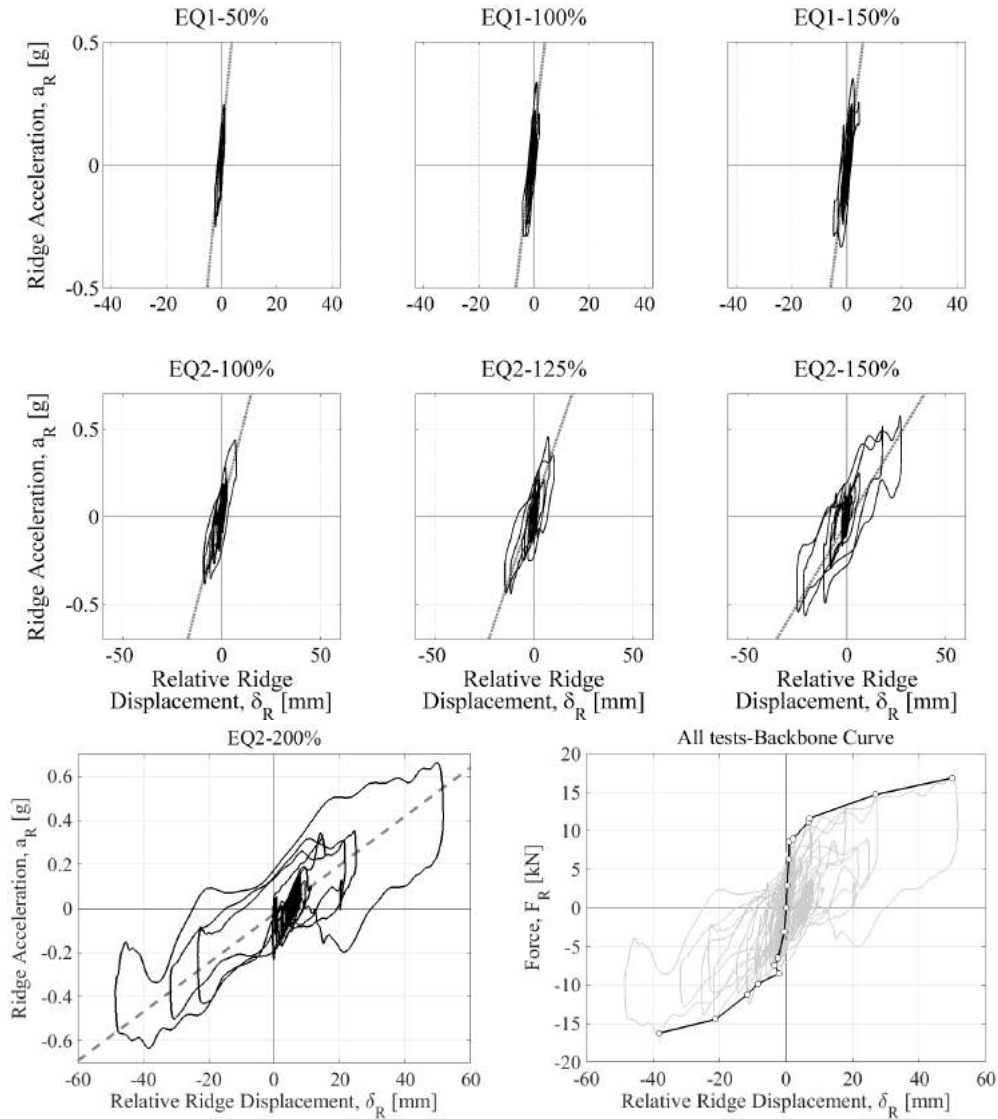 EQ1-50% EQ1-100% EQ1-150%
Ridge Acceleration, a_R [g]
0.5
0
-0.5
-40 -20 0 20 40 -40 -20 0 20 40 -40 -20 0 20 40
EQ2-100% EQ2-125% EQ2-150%
Ridge Acceleration, a_R [g]
0.5
0
-0.5
-50 0 50 -50 0 50 -50 0 50
Relative Ridge Relative Ridge Relative Ridge
Displacement, δ_R [mm] Displacement, δ_R [mm] Displacement, δ_R [mm]
EQ2-200%
Ridge Acceleration, a_R [g]
0.6
0.4
0.2
0
-0.2
-0.4
-0.6
-60 -40 -20 0 20 40 60
Relative Ridge Displacement, δ_R [mm]
All tests-Backbone Curve
Force, F_R [kN]
20
15
10
5
0
-5
-10
-15
-20
-60 -40 -20 0 20 40 60
Relative Ridge Displacement, δ_R [mm]